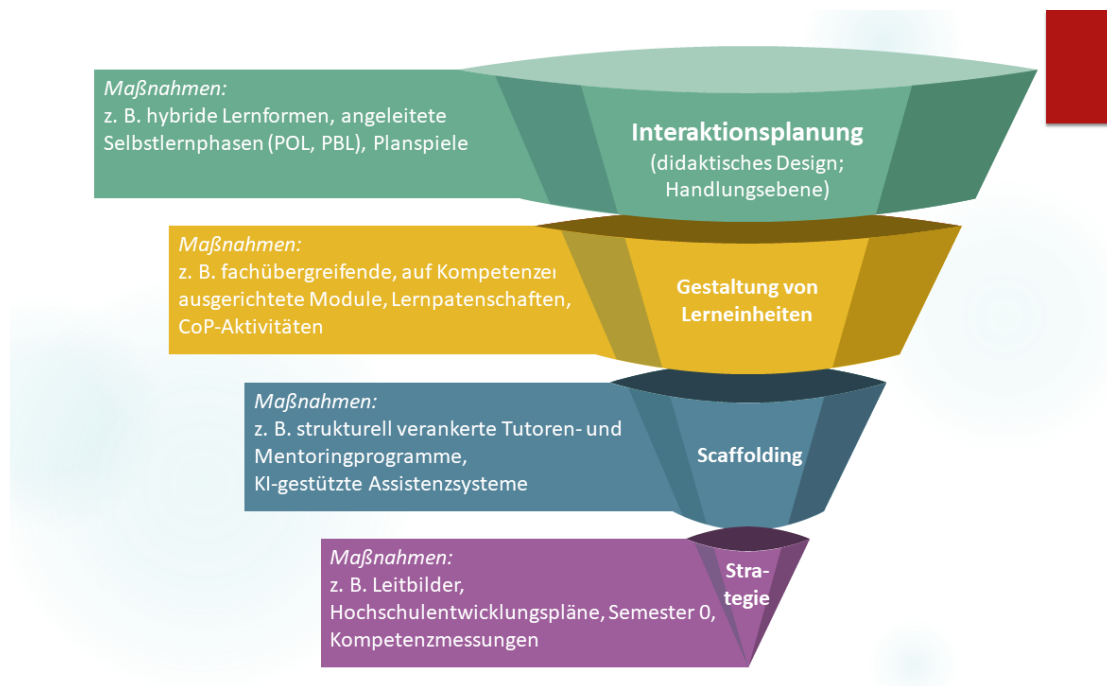 Maßnahmen:
z. B. hybride Lernformen, angeleitete
Selbstlernphasen (POL, PBL), Planspiele
Interaktionsplanung
(didaktisches Design;
Handlungsebene)
Maßnahmen:
z. B. fachübergreifende, auf Kompetenzen
ausgerichtete Module, Lernpatenschaften,
CoP-Aktivitäten
Gestaltung von
Lerneinheiten
Maßnahmen:
z. B. strukturell verankerte Tutoren- und
Mentoringprogramme,
KI-gestützte Assistenzsysteme
Scaffolding
Maßnahmen:
z. B. Leitbilder,
Hochschulentwicklungspläne, Semester 0,
Kompetenzmessungen
Stra-
tegie